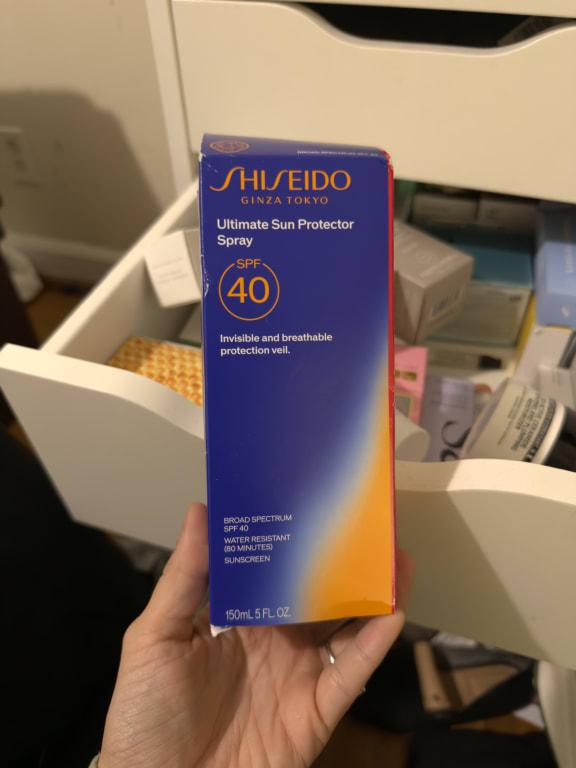 SHISEIDO
GINZA TOKYO
Ultimate Sun Protector
Spray
SPF
40
Invisible and breathable
protection veil.
BROAD SPECTRUM
SPF 40
WATER RESISTANT
(80 MINUTES)
SUNSCREEN
150mL 5 FL. OZ.